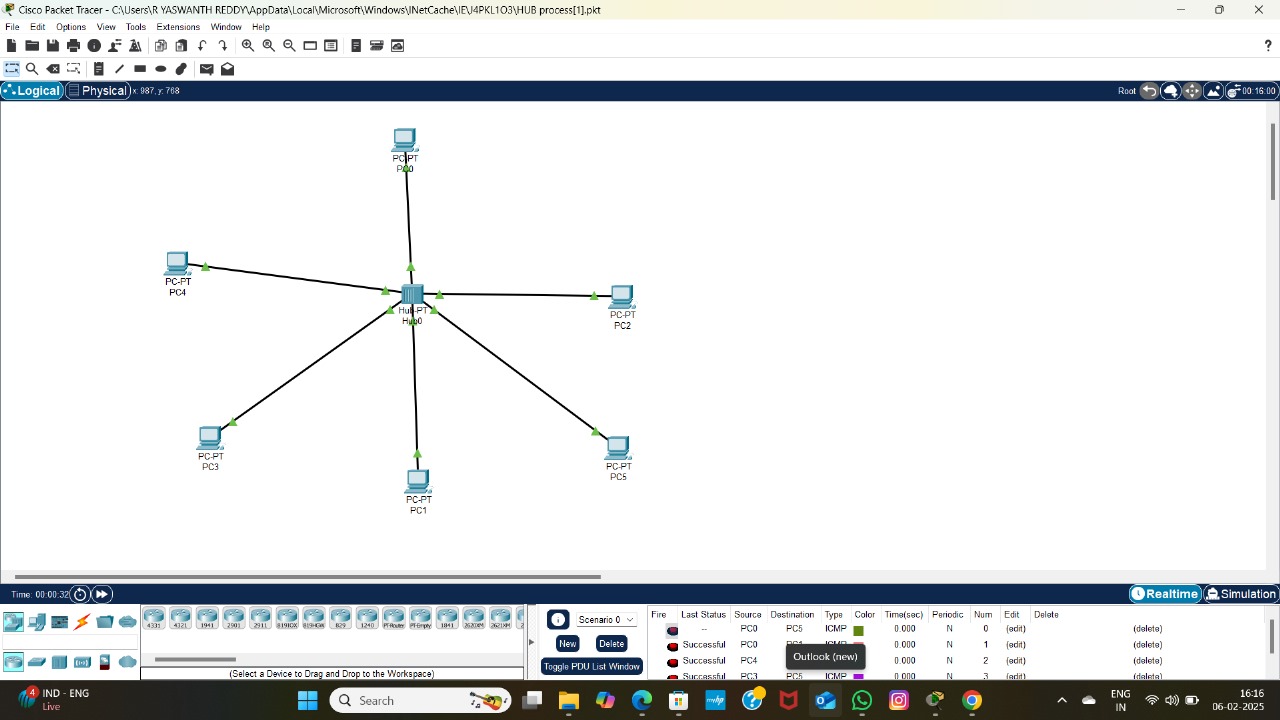 Cisco Packet Tracer - C:\Users\R YASWANTH REDDY\AppData\Local\Microsoft\Windows\INetCache\IE\J4PKL1O3\HUB process[1].pkt
File Edit Options View Tools Extensions Window Help
?
Logical Physical x: 987, y: 768 Root 00:16:00
PC-PT
PC0
PC-PT
PC4
Hub-PT
Hub0
PC-PT
PC2
PC-PT
PC3
PC-PT
PC5
PC-PT
PC1
Time: 00:00:32 Realtime Simulation
4331 4321 1941 2901 2911 819IOX 819HGW 829 1240 PT-Router PT-Empty 1841 2620XM 2621XM
(Select a Device to Drag and Drop to the Workspace)
Scenario 0
New Delete
Toggle PDU List Window
Fire Last Status Source Destination Type Color Time(sec) Periodic Num Edit Delete
-- PC0 PC5 ICMP 0.000 N 0 (edit) (delete)
Successful PC0 ICMP 0.000 N 1 (edit) (delete)
Successful PC4 ICMP 0.000 N 2 (edit) (delete)
Successful PC3 PC5 ICMP 0.000 N 3 (edit) (delete)
Outlook (new)
4
IND - ENG
Live
Search
ENG
IN
16:16
06-02-2025